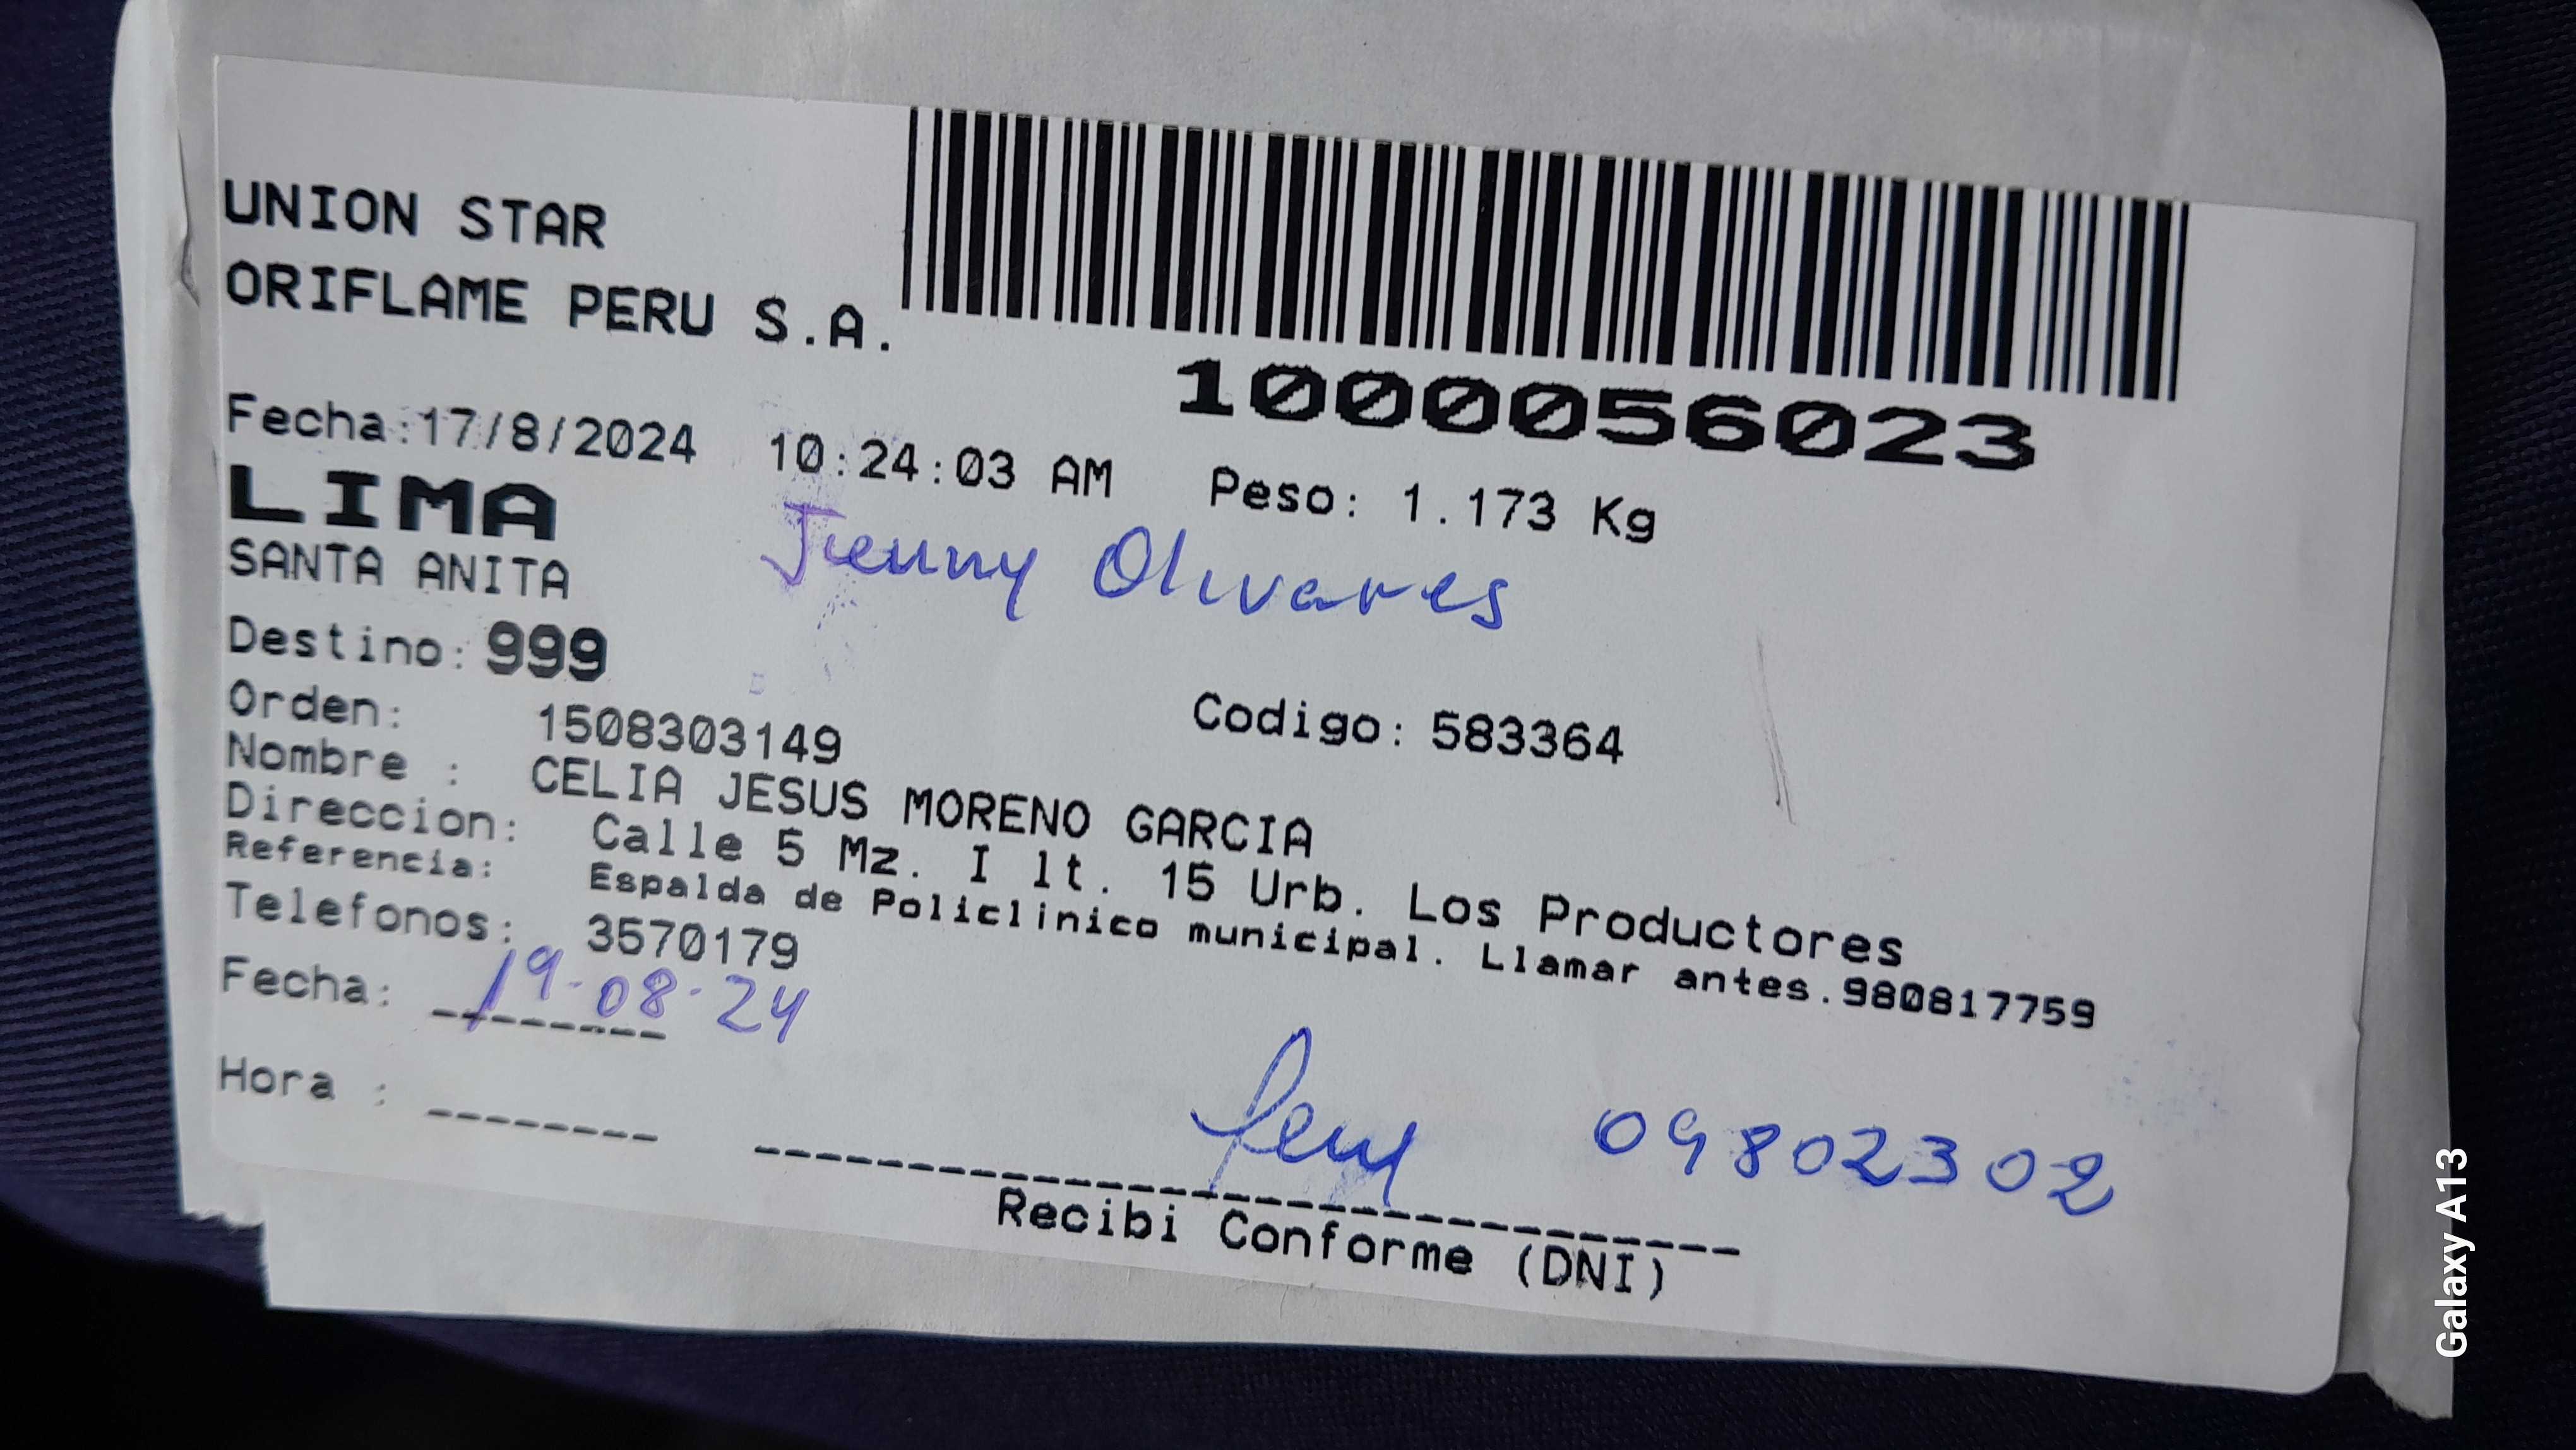 UNION STAR
ORIFLAME PERU S.A.
1000056023
Fecha:17/8/2024 10:24:03 AM Peso: 1.173 Kg
LIMA
Jenny Olivares
SANTA ANITA
Destino: 999
Orden: 1508303149 Codigo: 583364
Nombre : CELIA JESUS MORENO GARCIA
Direccion: Calle 5 Mz. I lt. 15 Urb. Los Productores
Referencia: Espalda de Policlinico municipal. Llamar antes.980817759
Telefonos: 3570179
Fecha: 19-08-24
Hora :
09802302
Recibi Conforme (DNI)
Galaxy A13